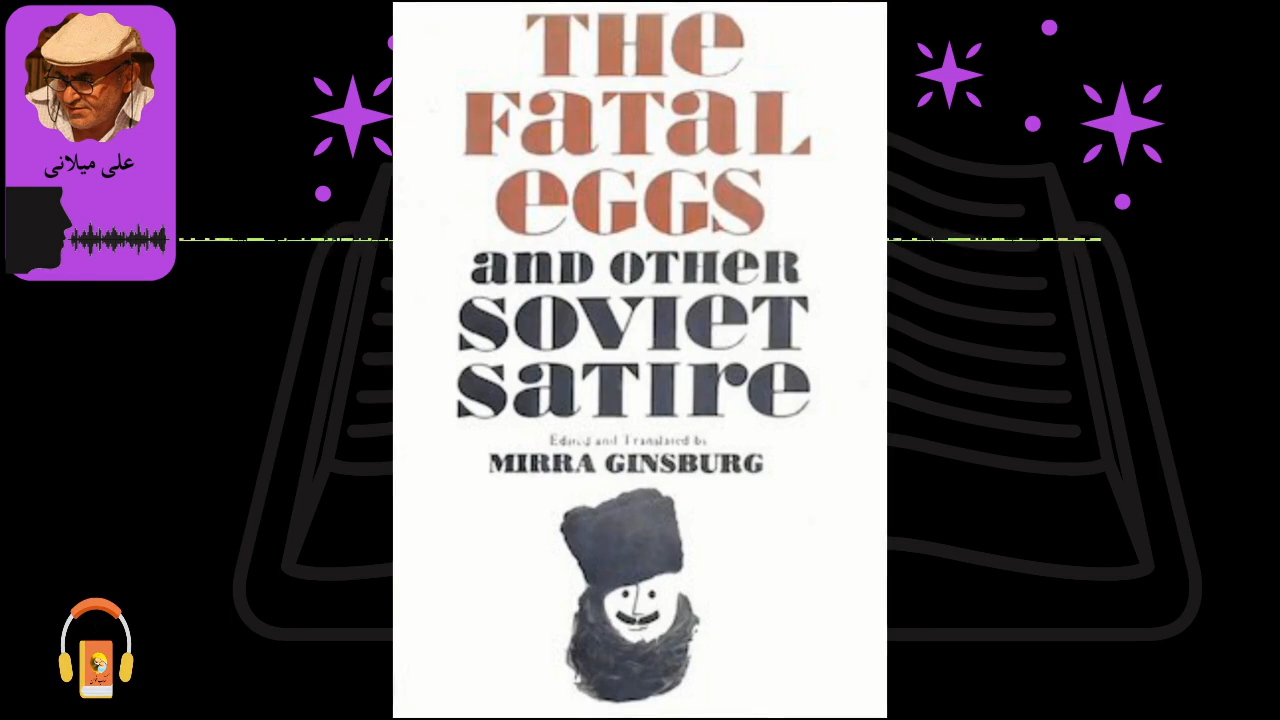 علی میلانی
THE
FATAL
EGGS
AND OTHER
SOVIET
SATIRE
Edited and Translated by
MIRRA GINSBURG